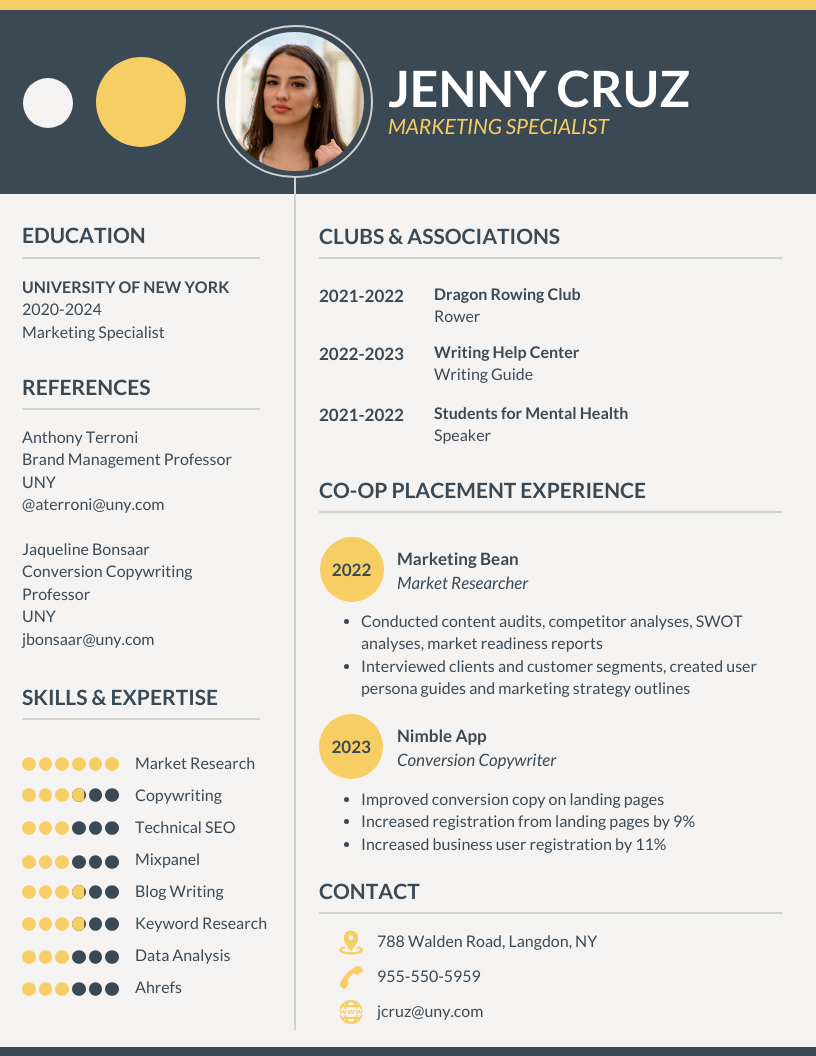 JENNY CRUZ
MARKETING SPECIALIST
EDUCATION
UNIVERSITY OF NEW YORK
2020-2024
Marketing Specialist
REFERENCES
Anthony Terroni
Brand Management Professor
UNY
@aterroni@uny.com
Jaqueline Bonsaar
Conversion Copywriting
Professor
UNY
jbonsaar@uny.com
SKILLS & EXPERTISE
Market Research
Copywriting
Technical SEO
Mixpanel
Blog Writing
Keyword Research
Data Analysis
Ahrefs
CLUBS & ASSOCIATIONS
2021-2022 Dragon Rowing Club
Rower
2022-2023 Writing Help Center
Writing Guide
2021-2022 Students for Mental Health
Speaker
CO-OP PLACEMENT EXPERIENCE
2022 Marketing Bean
Market Researcher
• Conducted content audits, competitor analyses, SWOT
analyses, market readiness reports
• Interviewed clients and customer segments, created user
persona guides and marketing strategy outlines
2023 Nimble App
Conversion Copywriter
• Improved conversion copy on landing pages
• Increased registration from landing pages by 9%
• Increased business user registration by 11%
CONTACT
788 Walden Road, Langdon, NY
955-550-5959
WWW jcruz@uny.com